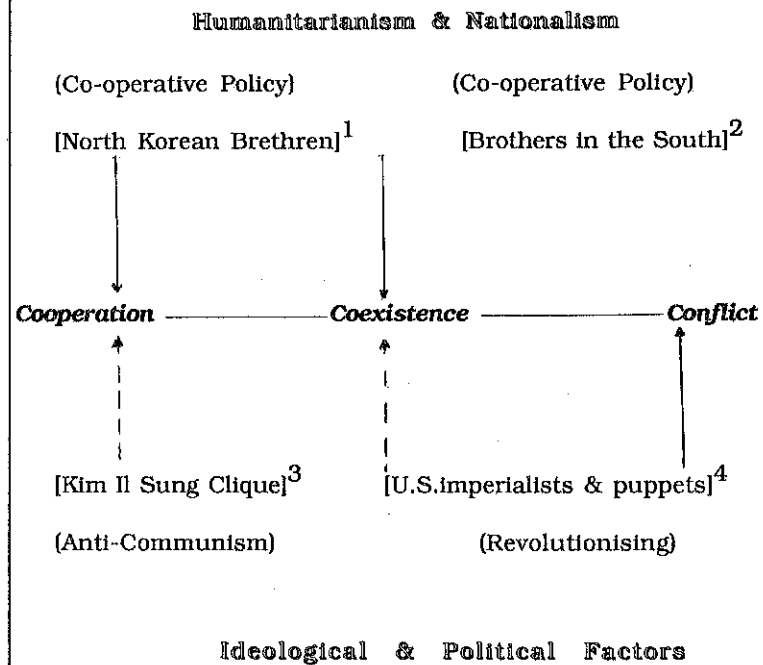 Humanitarianism & Nationalism
(Co-operative Policy) (Co-operative Policy)
[North Korean Brethren]1 [Brothers in the South]2
Cooperation Coexistence Conflict
[Kim Il Sung Clique]3 [U.S.imperialists & puppets]4
(Anti-Communism) (Revolutionising)
Ideological & Political Factors